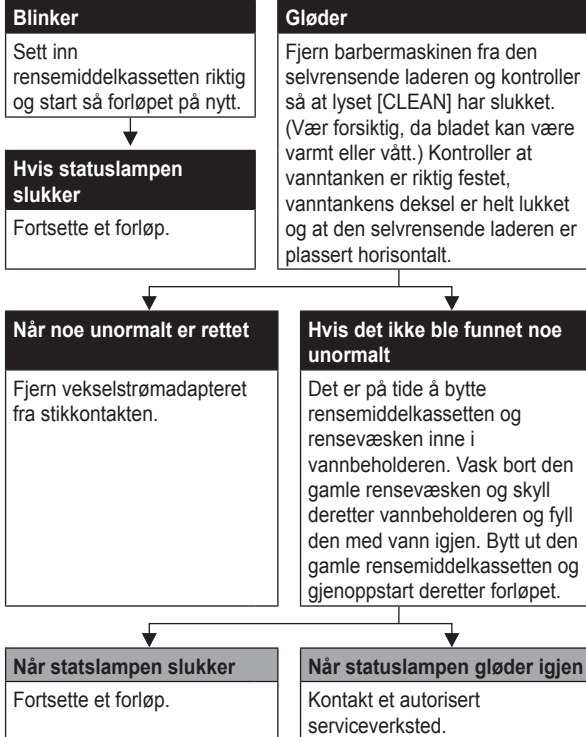 Blinker
Sett inn
rensemiddelkassetten riktig
og start så forløpet på nytt.
Hvis statuslampen
slukker
Fortsette et forløp.
Gløder
Fjern barbermaskinen fra den
selvrensende laderen og kontroller
så at lyset [CLEAN] har slukket.
(Vær forsiktig, da bladet kan være
varmt eller vått.) Kontroller at
vanntanken er riktig festet,
vanntankens deksel er helt lukket
og at den selvrensende laderen er
plassert horisontalt.
Når noe unormalt er rettet
Fjern vekselstrømadapteret
fra stikkontakten.
Hvis det ikke ble funnet noe
unormalt
Det er på tide å bytte
rensemiddelkassetten og
rensevæsken inne i
vannbeholderen. Vask bort den
gamle rensevæsken og skyll
deretter vannbeholderen og fyll
den med vann igjen. Bytt ut den
gamle rensemiddelkassetten og
gjenoppstart deretter forløpet.
Når statslampen slukker
Fortsette et forløp.
Når statuslampen gløder igjen
Kontakt et autorisert
serviceverksted.